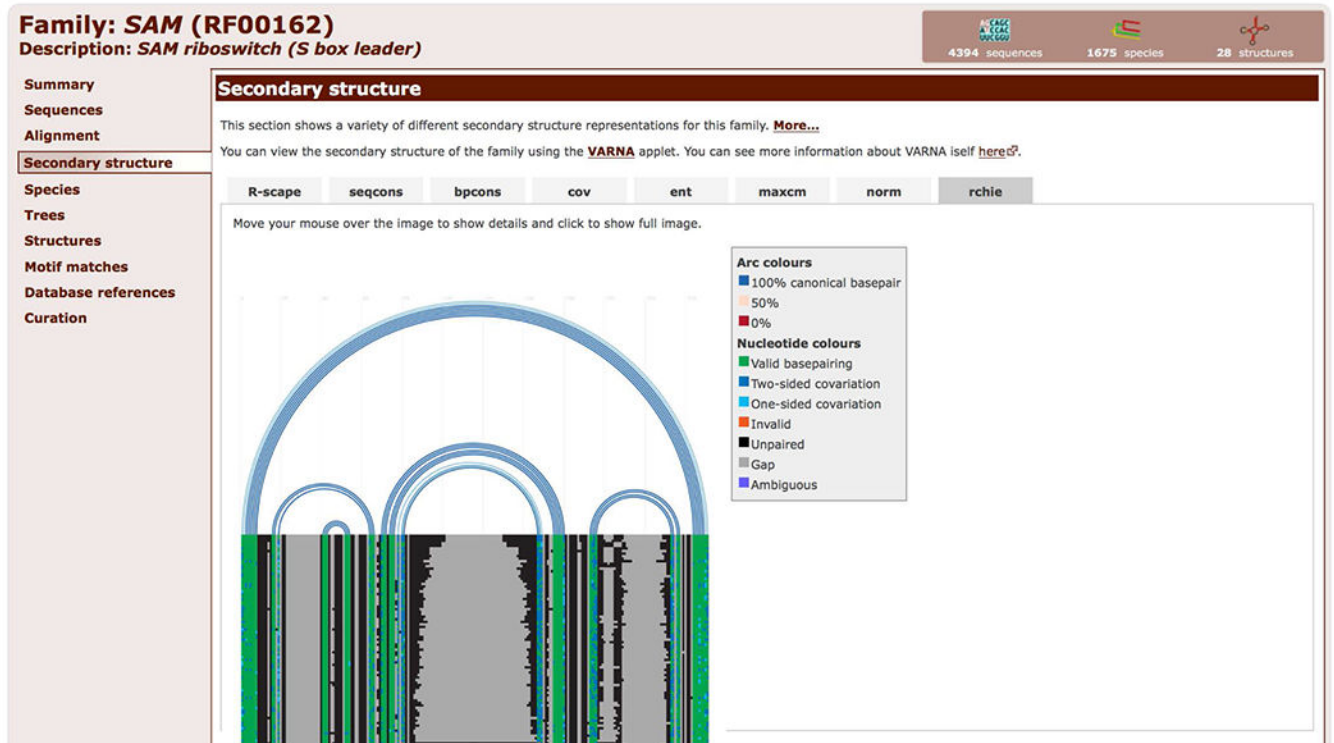 Family: SAM (RF00162)
Description: SAM riboswitch (S box leader)
4394 sequences
1675 species
28 structures
Summary
Sequences
Alignment
Secondary structure
Species
Trees
Structures
Motif matches
Database references
Curation
Secondary structure
This section shows a variety of different secondary structure representations for this family. More...
You can view the secondary structure of the family using the VARNA applet. You can see more information about VARNA iself here.
R-scape seqcons bpcons cov ent maxcm norm rchie
Move your mouse over the image to show details and click to show full image.
Arc colours
100% canonical basepair
50%
0%
Nucleotide colours
Valid basepairing
Two-sided covariation
One-sided covariation
Invalid
Unpaired
Gap
Ambiguous